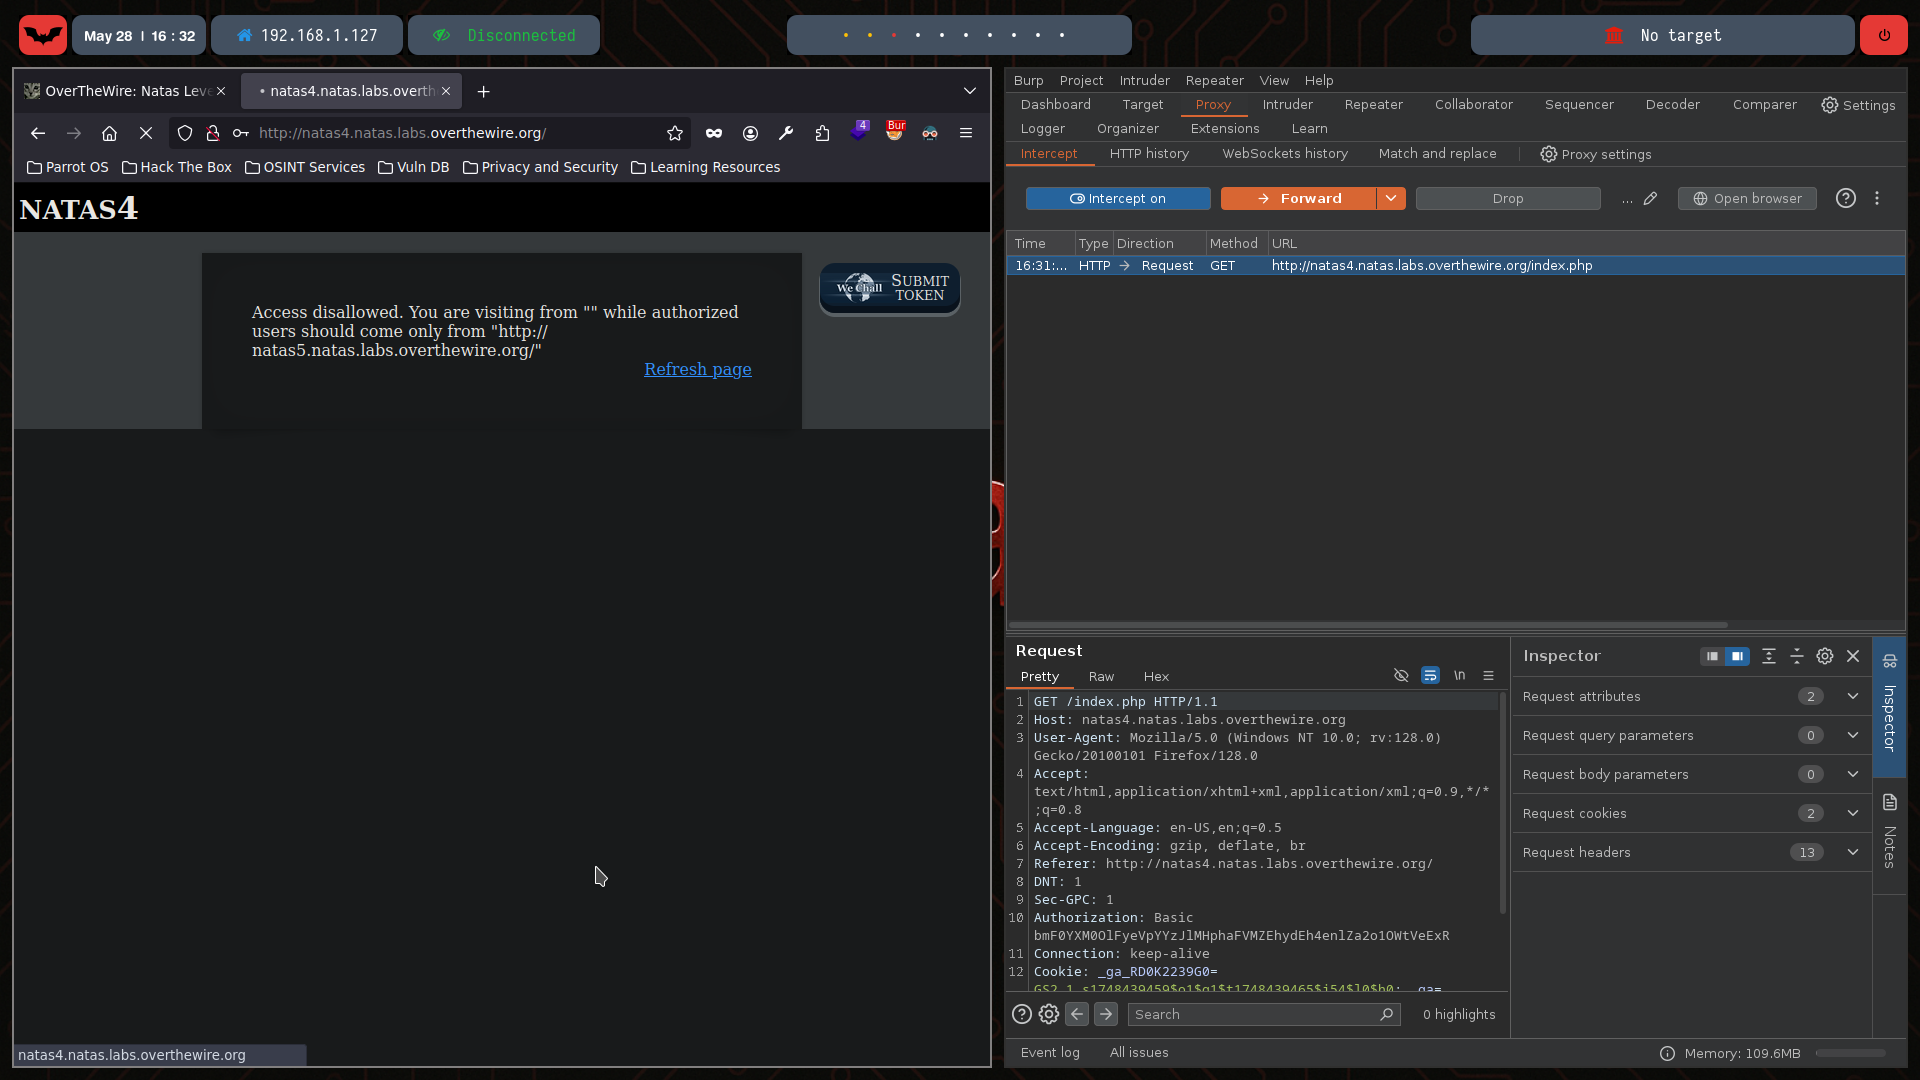 May 28 | 16 : 32
192.168.1.127
Disconnected
No target
OverTheWire: Natas Leve
natas4.natas.labs.overth
http://natas4.natas.labs.overthewire.org/
4
Bur
Parrot OS
Hack The Box
OSINT Services
Vuln DB
Privacy and Security
Learning Resources
NATAS4
Access disallowed. You are visiting from "" while authorized
users should come only from "http://
natas5.natas.labs.overthewire.org/"
Refresh page
We Chall
SUBMIT
TOKEN
natas4.natas.labs.overthewire.org
Burp Project Intruder Repeater View Help
Dashboard Target Proxy Intruder Repeater Collaborator Sequencer Decoder Comparer Settings
Logger Organizer Extensions Learn
Intercept HTTP history WebSockets history Match and replace Proxy settings
Intercept on
Forward
Drop
...
Open browser
Time Type Direction Method URL
16:31:... HTTP → Request GET http://natas4.natas.labs.overthewire.org/index.php
Request
Pretty Raw Hex
\n
1 GET /index.php HTTP/1.1
2 Host: natas4.natas.labs.overthewire.org
3 User-Agent: Mozilla/5.0 (Windows NT 10.0; rv:128.0)
Gecko/20100101 Firefox/128.0
4 Accept:
text/html,application/xhtml+xml,application/xml;q=0.9,*/*
;q=0.8
5 Accept-Language: en-US,en;q=0.5
6 Accept-Encoding: gzip, deflate, br
7 Referer: http://natas4.natas.labs.overthewire.org/
8 DNT: 1
9 Sec-GPC: 1
10 Authorization: Basic
bmF0YXM0OlFyeVpYYzJlMHphaFVMZEhydEh4enlZa2o1OWtVeExR
11 Connection: keep-alive
12 Cookie: _ga_RD0K2239G0=
GS2.1.s1748439459$o1$g1$t1748439465$j54$l0$h0; _ga=
Search
0 highlights
Inspector
Request attributes 2
Request query parameters 0
Request body parameters 0
Request cookies 2
Request headers 13
Inspector
Notes
Event log All issues
Memory: 109.6MB